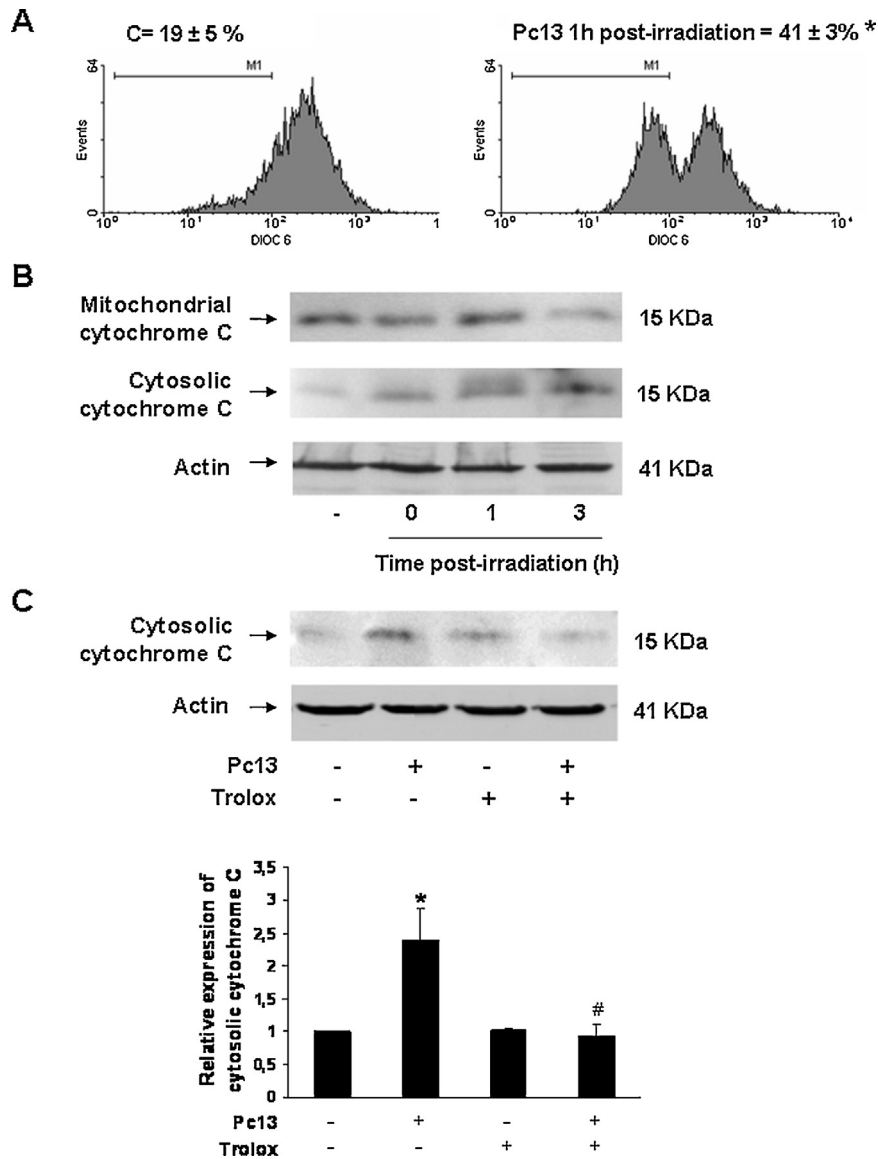 A
C= 19 ± 5 %
Pc13 1h post-irradiation = 41 ± 3% *
64
M1
Events
0
10⁰ 10¹ 10² 10³ 1
DIOC 6
64
M1
Events
0
10⁰ 10¹ 10² 10³ 10⁴
DIOC 6
B
Mitochondrial
cytochrome C
15 KDa
Cytosolic
cytochrome C
15 KDa
Actin
41 KDa
- 0 1 3
Time post-irradiation (h)
C
Cytosolic
cytochrome C
15 KDa
Actin
41 KDa
Pc13 - + - +
Trolox - - + +
Relative expression of
cytosolic cytochrome C
3,5
3
2,5
2
1,5
1
0,5
0
*
#
Pc13 - + - +
Trolox - - + +